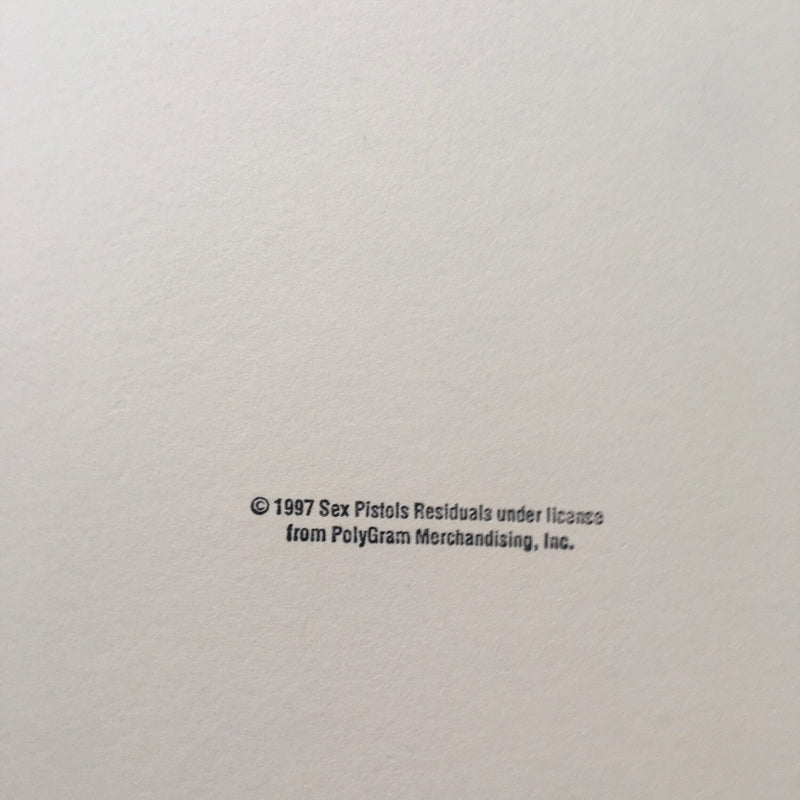 © 1997 Sex Pistols Residuals under license
from PolyGram Merchandising, Inc.